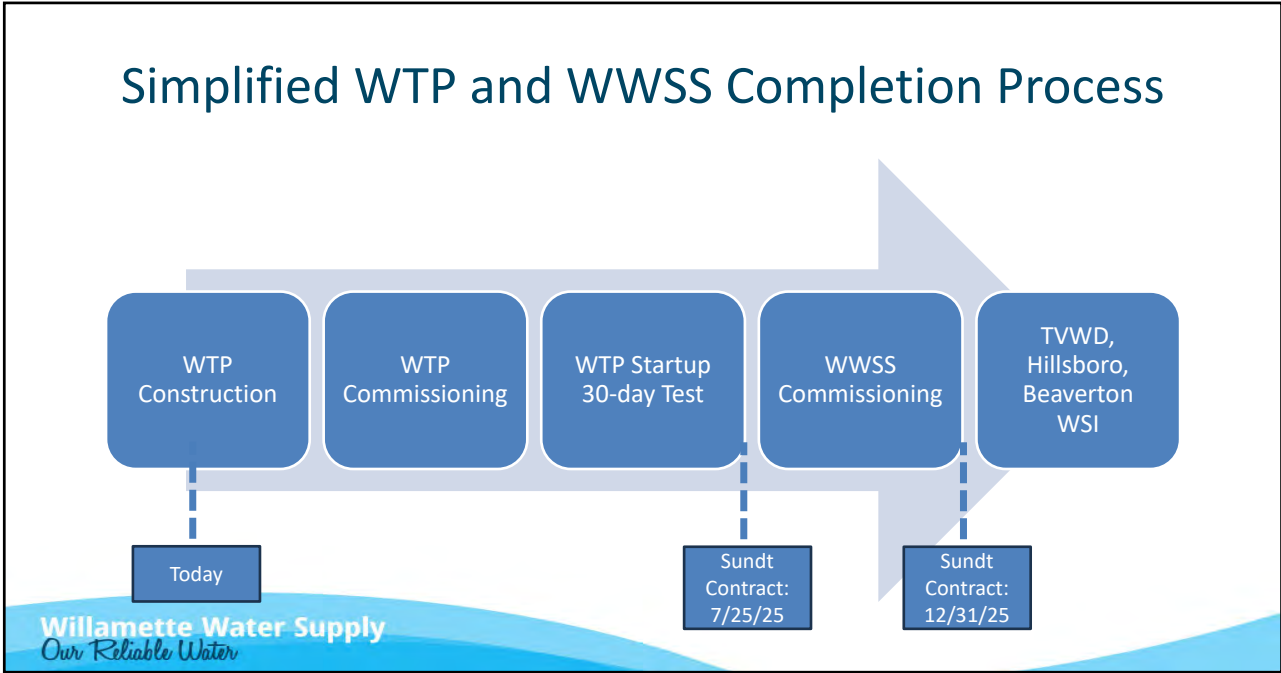 Simplified WTP and WWSS Completion Process
WTP
Construction
WTP
Commissioning
WTP Startup
30-day Test
WWSS
Commissioning
TVWD,
Hillsboro,
Beaverton
WSI
Today
Sundt
Contract:
7/25/25
Sundt
Contract:
12/31/25
Willamette Water Supply
Our Reliable Water